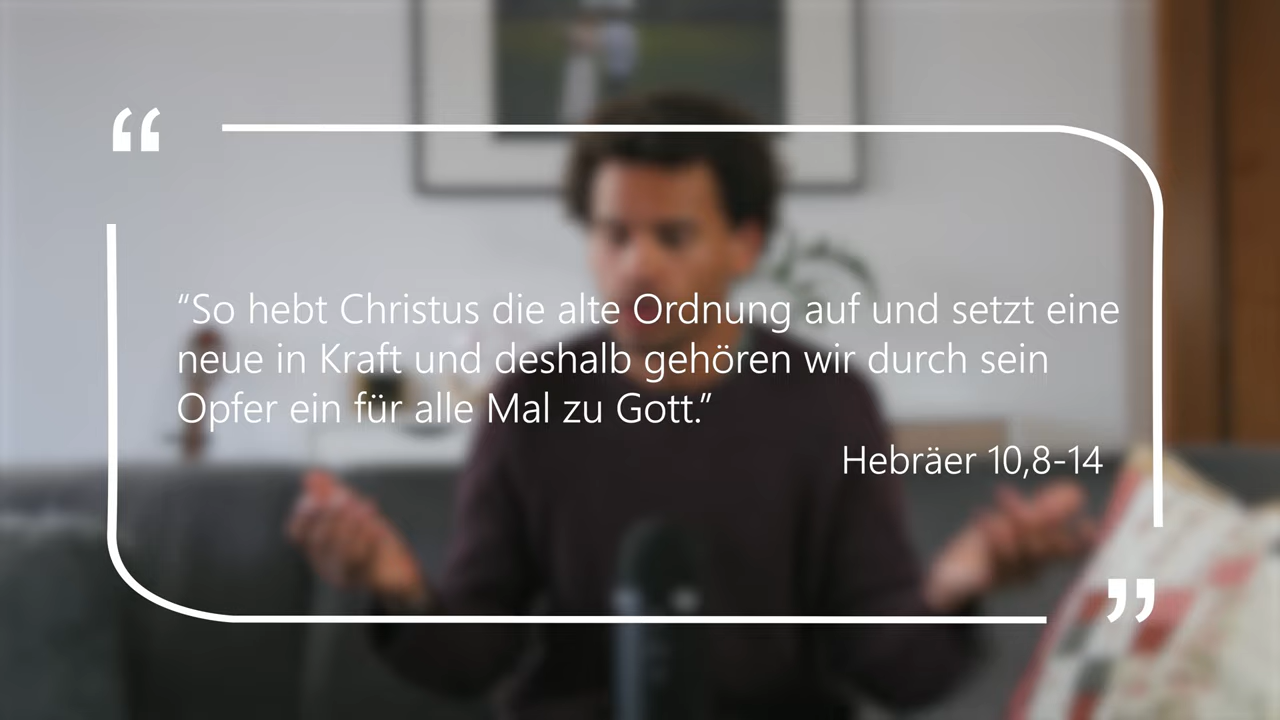 “So hebt Christus die alte Ordnung auf und setzt eine
neue in Kraft und deshalb gehören wir durch sein
Opfer ein für alle Mal zu Gott.”
Hebräer 10,8-14